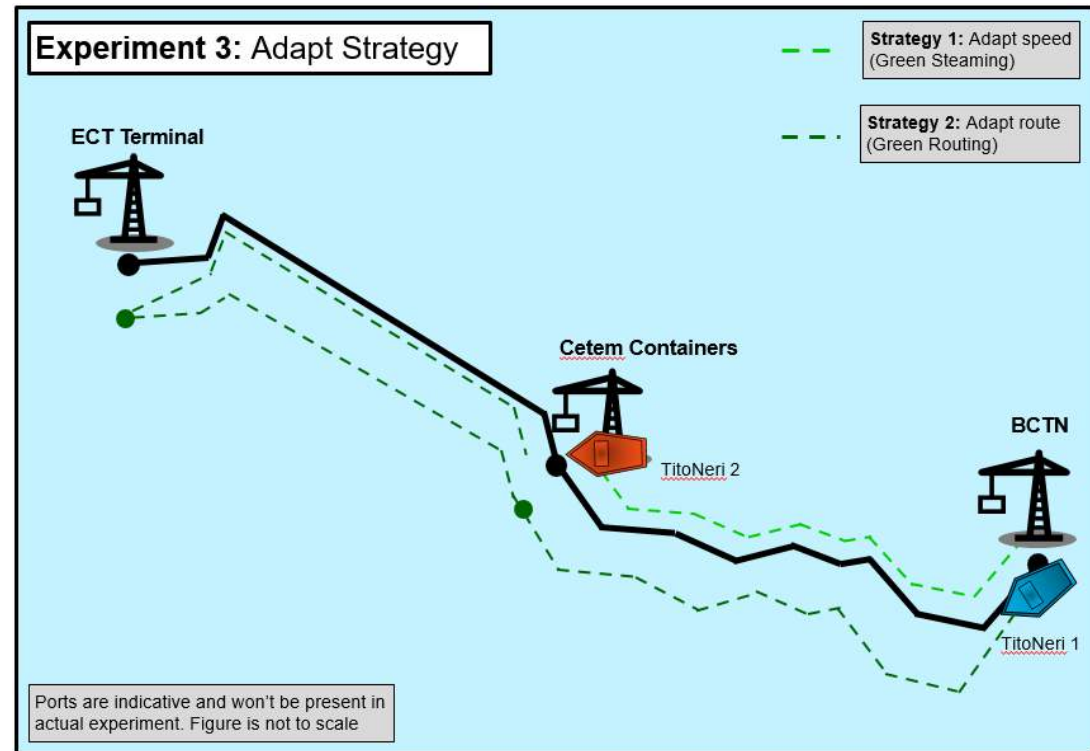 Experiment 3: Adapt Strategy
Strategy 1: Adapt speed
(Green Steaming)
Strategy 2: Adapt route
(Green Routing)
ECT Terminal
Cetem Containers
TitoNeri 2
BCTN
TitoNeri 1
Ports are indicative and won't be present in
actual experiment. Figure is not to scale